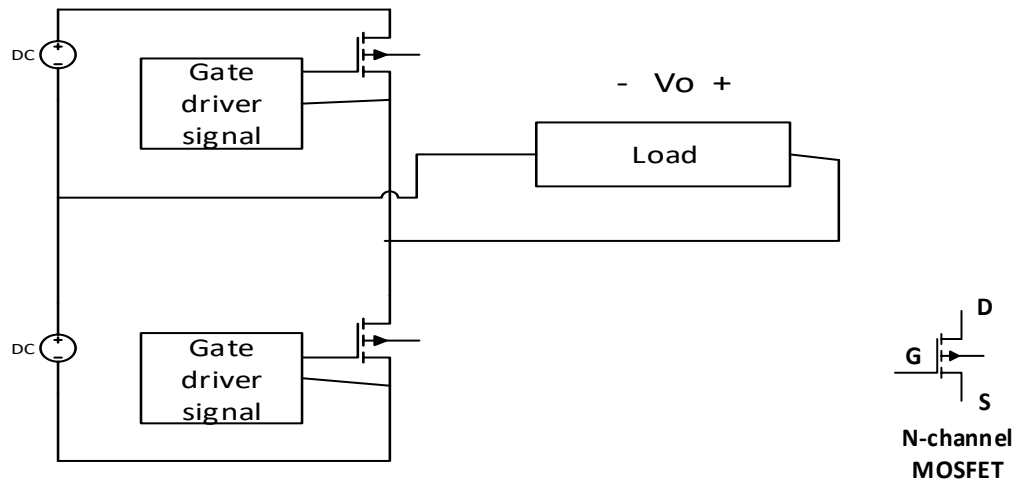 DC
+
-
Gate
driver
signal
- Vo +
Load
DC
+
-
Gate
driver
signal
D
G
S
N-channel
MOSFET